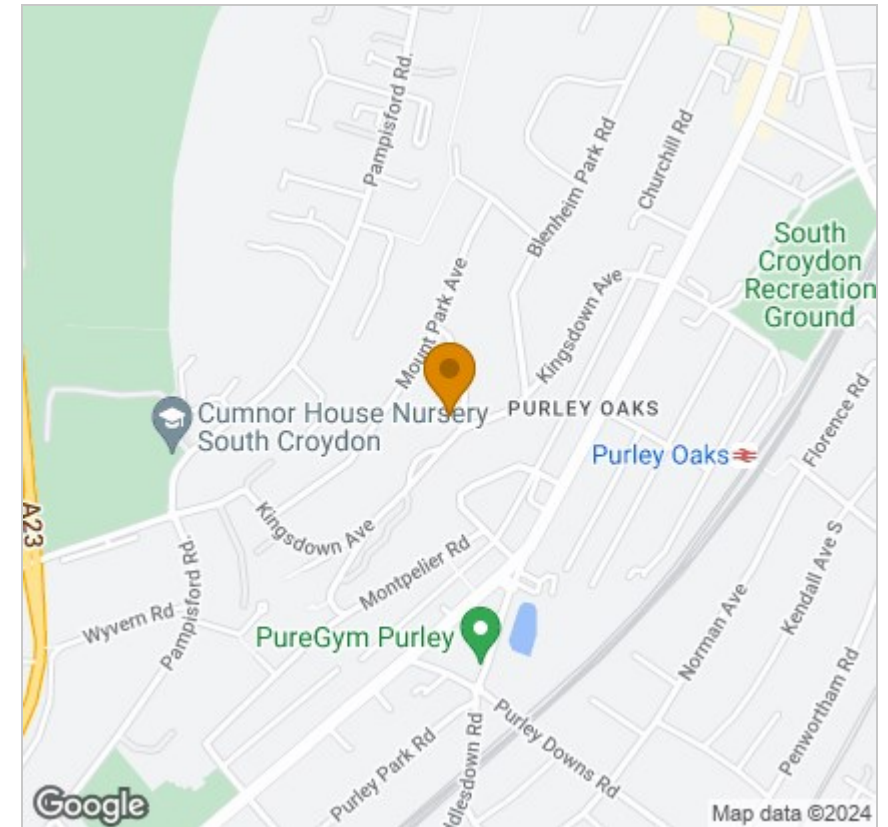 Pampisford Rd.
Blenheim Park Rd
Churchill Rd
South
Croydon
Recreation
Ground
Mount Park Ave
Kingsdown Ave
Cumnor House Nursery
South Croydon
PURLEY OAKS
Purley Oaks
Florence Rd
A23
Kingsdown Ave
Montpelier Rd
Kendall Ave S
Wyvern Rd
Pampisford Rd.
PureGym Purley
Norman Ave
Penwortham Rd
Purley Downs Rd
Purley Park Rd
dlesdown Rd
Google
Map data ©2024